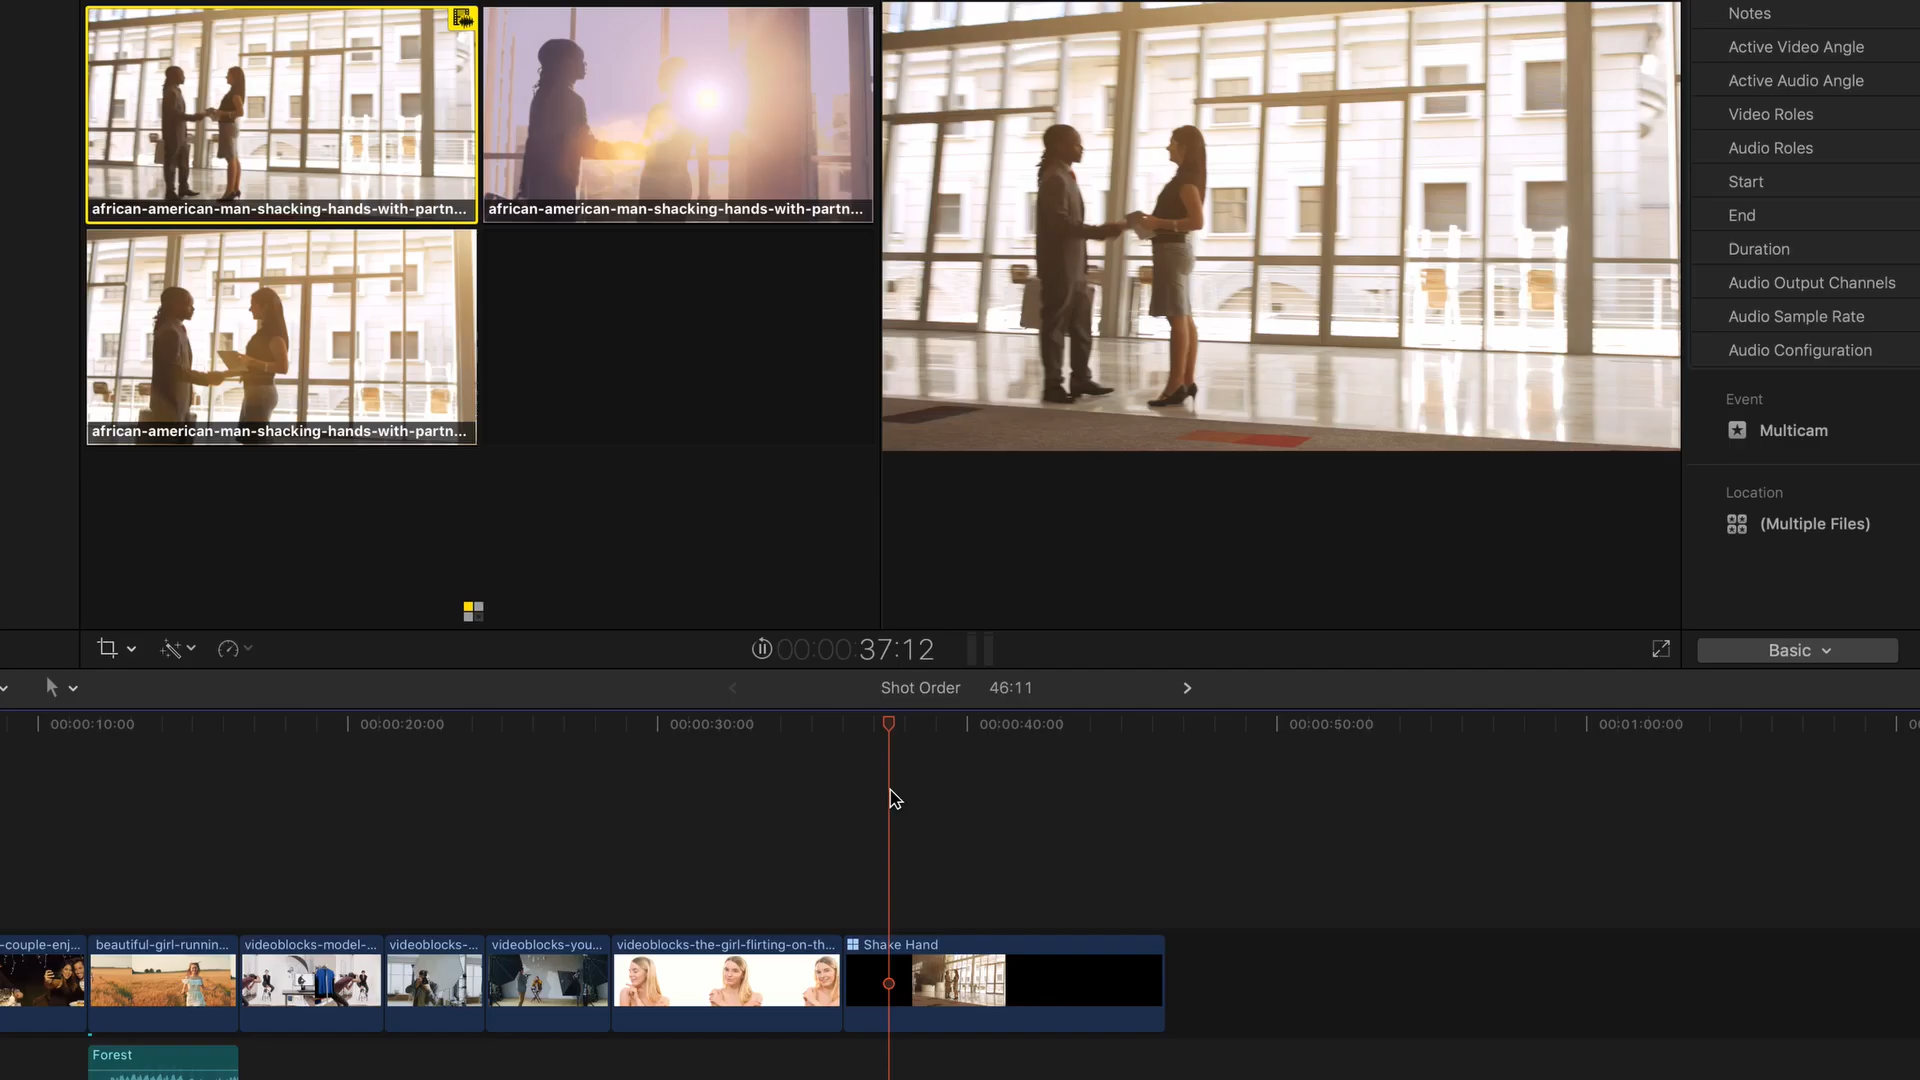 african-american-man-shacking-hands-with-partn...
african-american-man-shacking-hands-with-partn...
african-american-man-shacking-hands-with-partn...
Notes
Active Video Angle
Active Audio Angle
Video Roles
Audio Roles
Start
End
Duration
Audio Output Channels
Audio Sample Rate
Audio Configuration
Event
Multicam
Location
(Multiple Files)
00:00:37:12
Basic
Shot Order 46:11
00:00:10:00 00:00:20:00 00:00:30:00 00:00:40:00 00:00:50:00 00:01:00:00
-couple-enj... beautiful-girl-runnin... videoblocks-model-... videoblocks-... videoblocks-you... videoblocks-the-girl-flirting-on-th... Shake Hand
Forest